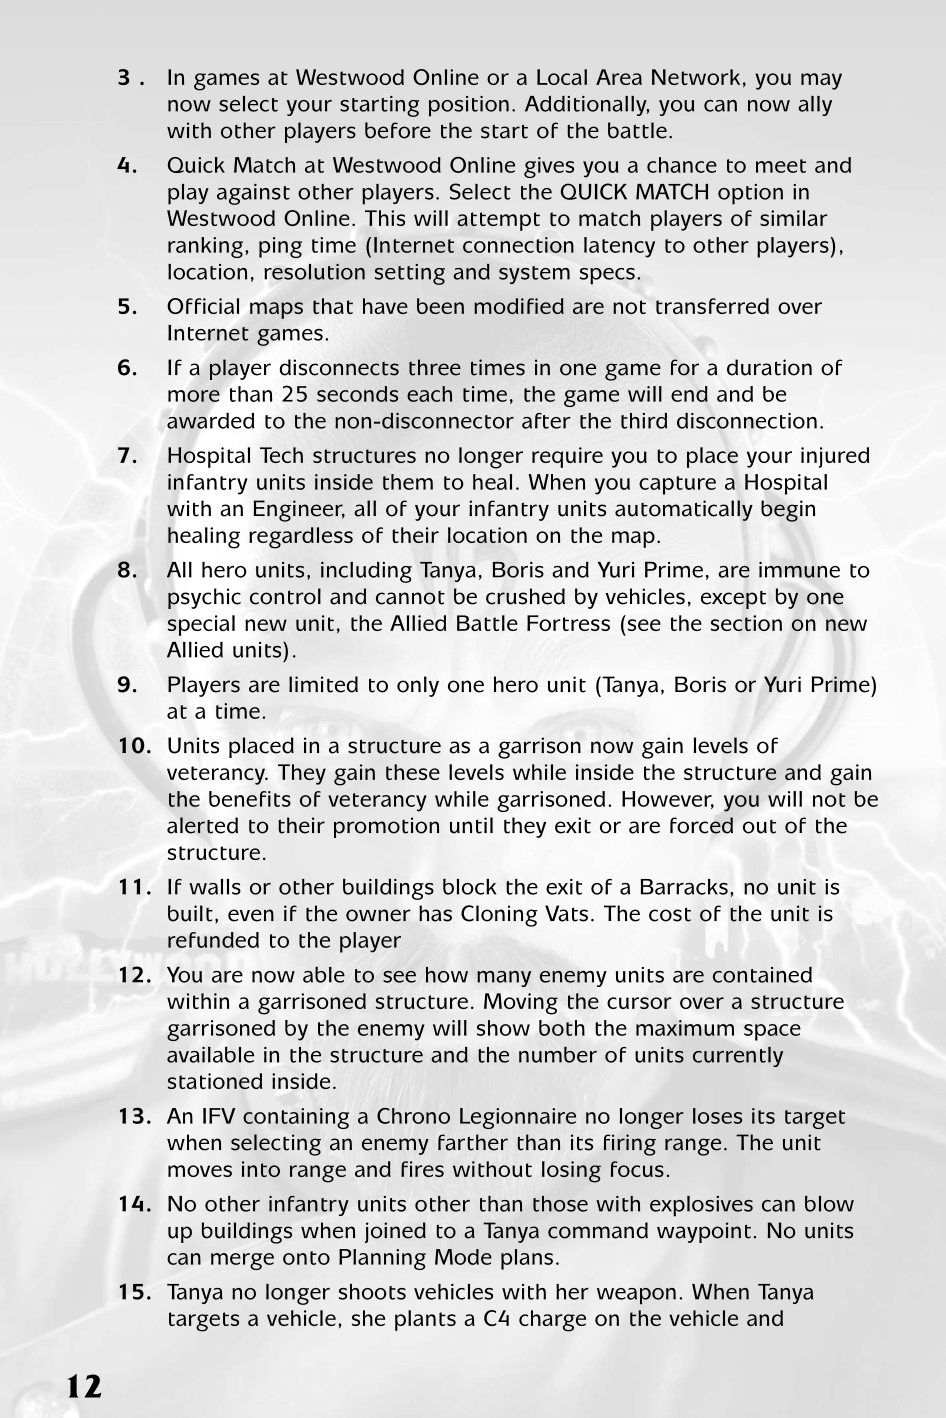 3 . In games at Westwood Online or a Local Area Network, you may
now select your starting position. Additionally, you can now ally
with other players before the start of the battle.
4. Quick Match at Westwood Online gives you a chance to meet and
play against other players. Select the QUICK MATCH option in
Westwood Online. This will attempt to match players of similar
ranking, ping time (Internet connection latency to other players),
location, resolution setting and system specs.
5. Official maps that have been modified are not transferred over
Internet games.
6. If a player disconnects three times in one game for a duration of
more than 25 seconds each time, the game will end and be
awarded to the non-disconnector after the third disconnection.
7. Hospital Tech structures no longer require you to place your injured
infantry units inside them to heal. When you capture a Hospital
with an Engineer, all of your infantry units automatically begin
healing regardless of their location on the map.
8. All hero units, including Tanya, Boris and Yuri Prime, are immune to
psychic control and cannot be crushed by vehicles, except by one
special new unit, the Allied Battle Fortress (see the section on new
Allied units).
9. Players are limited to only one hero unit (Tanya, Boris or Yuri Prime)
at a time.
10. Units placed in a structure as a garrison now gain levels of
veterancy. They gain these levels while inside the structure and gain
the benefits of veterancy while garrisoned. However, you will not be
alerted to their promotion until they exit or are forced out of the
structure.
11. If walls or other buildings block the exit of a Barracks, no unit is
built, even if the owner has Cloning Vats. The cost of the unit is
refunded to the player
HOLLYWOOD
12. You are now able to see how many enemy units are contained
within a garrisoned structure. Moving the cursor over a structure
garrisoned by the enemy will show both the maximum space
available in the structure and the number of units currently
stationed inside.
13. An IFV containing a Chrono Legionnaire no longer loses its target
when selecting an enemy farther than its firing range. The unit
moves into range and fires without losing focus.
14. No other infantry units other than those with explosives can blow
up buildings when joined to a Tanya command waypoint. No units
can merge onto Planning Mode plans.
15. Tanya no longer shoots vehicles with her weapon. When Tanya
targets a vehicle, she plants a C4 charge on the vehicle and
12